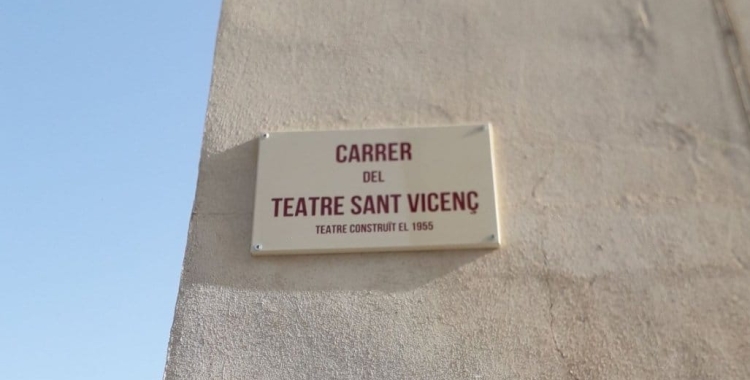 CARRER
DEL
TEATRE SANT VICENÇ
TEATRE CONSTRUÏT EL 1955